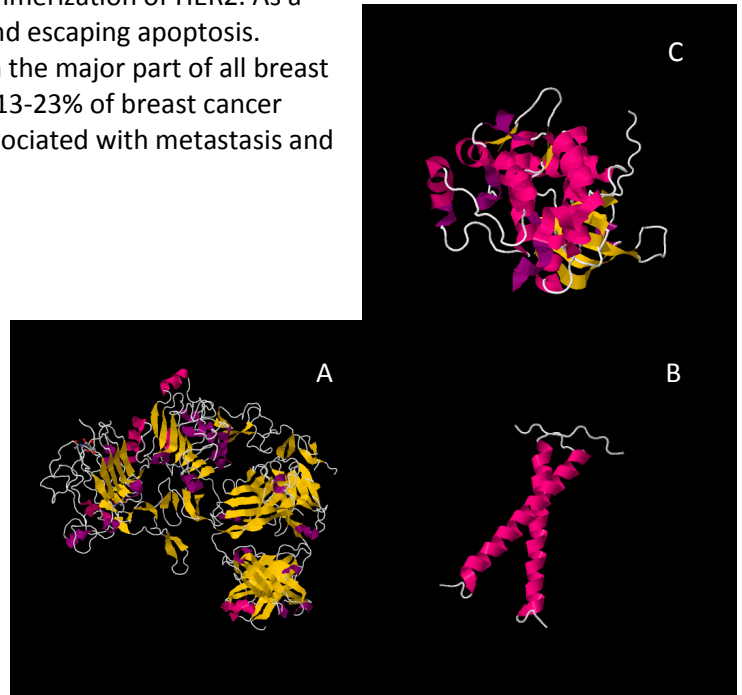 merization of HER2. As a
nd escaping apoptosis.
the major part of all breast
13-23% of breast cancer
ociated with metastasis and
C
A
B